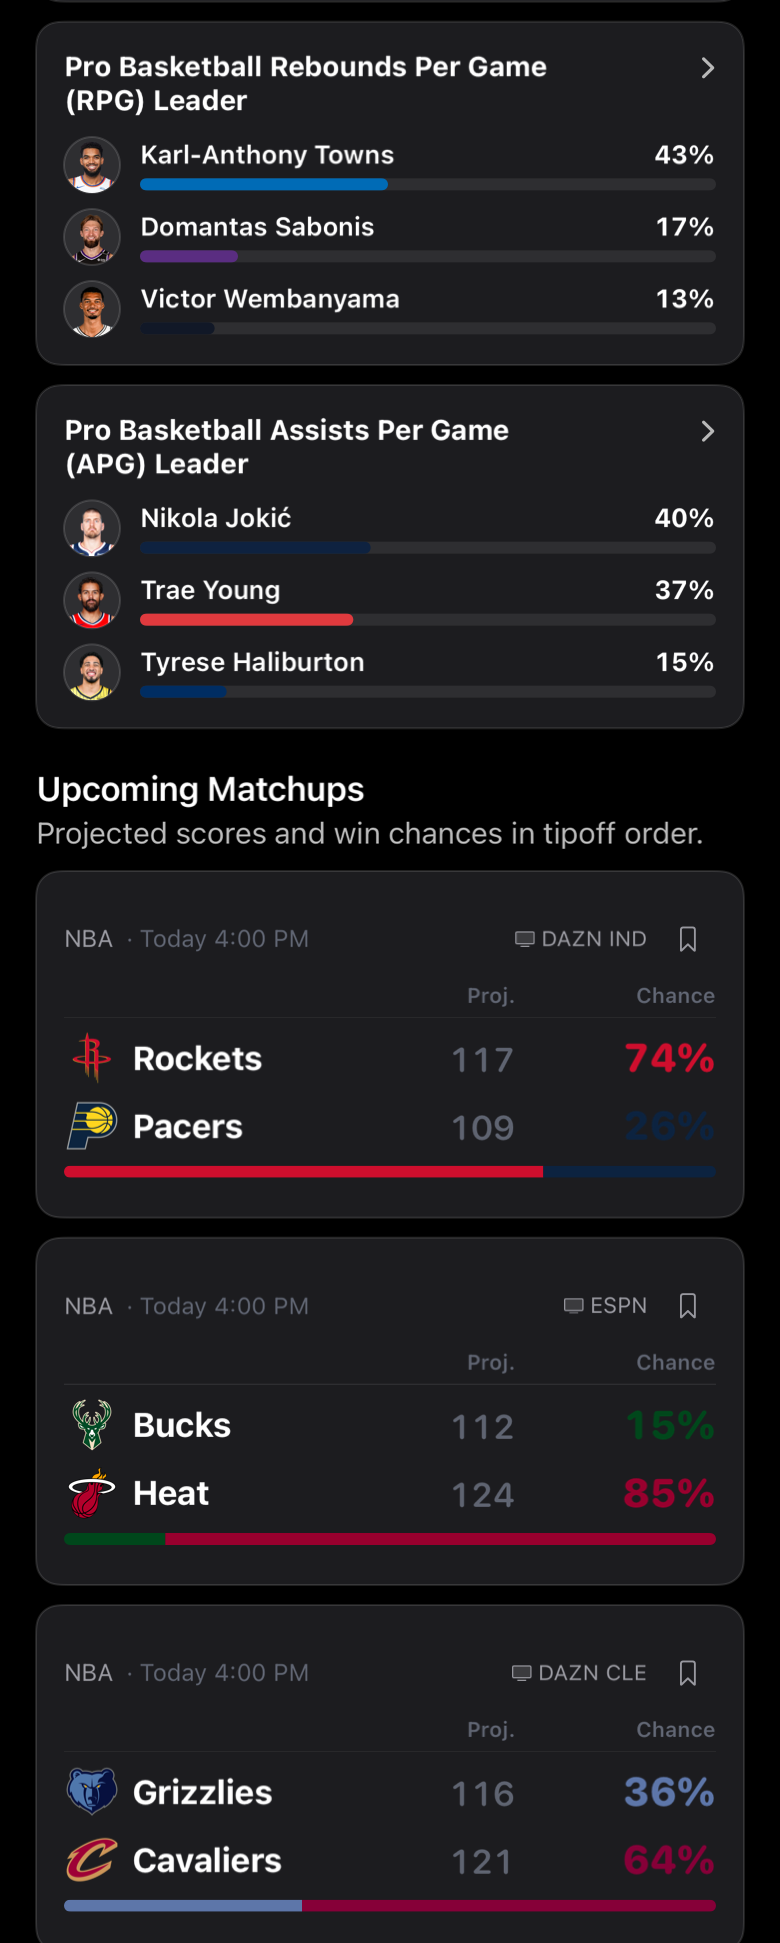 Pro Basketball Rebounds Per Game
(RPG) Leader
Karl-Anthony Towns 43%
Domantas Sabonis 17%
Victor Wembanyama 13%
Pro Basketball Assists Per Game
(APG) Leader
Nikola Jokić 40%
Trae Young 37%
Tyrese Haliburton 15%
Upcoming Matchups
Projected scores and win chances in tipoff order.
NBA · Today 4:00 PM DAZN IND
Proj. Chance
Rockets 117 74%
Pacers 109 26%
NBA · Today 4:00 PM ESPN
Proj. Chance
Bucks 112 15%
Heat 124 85%
NBA · Today 4:00 PM DAZN CLE
Proj. Chance
Grizzlies 116 36%
Cavaliers 121 64%